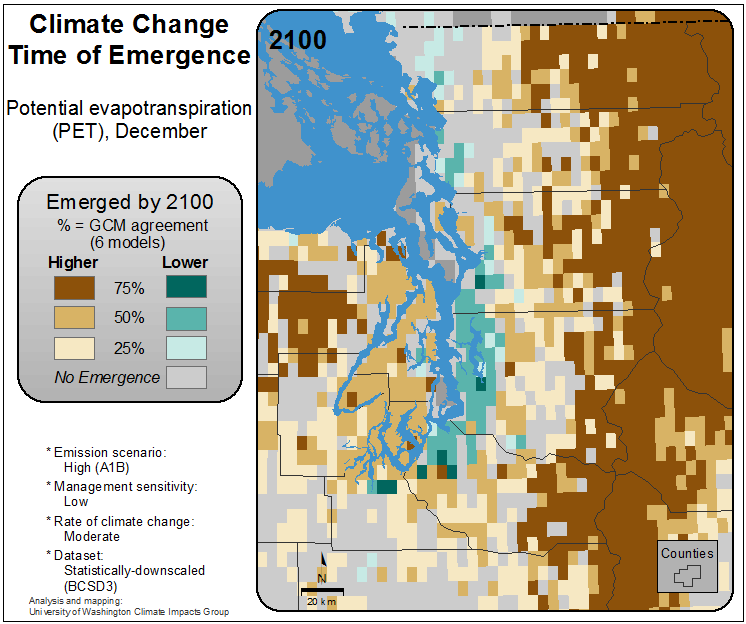 Climate Change
Time of Emergence
Potential evapotranspiration
(PET), December
Emerged by 2100
% = GCM agreement
(6 models)
Higher Lower
75%
50%
25%
No Emergence
* Emission scenario:
High (A1B)
* Management sensitivity:
Low
* Rate of climate change:
Moderate
* Dataset:
Statistically-downscaled
(BCSD3)
Analysis and mapping:
University of Washington Climate Impacts Group
2100
N
20 km
Counties